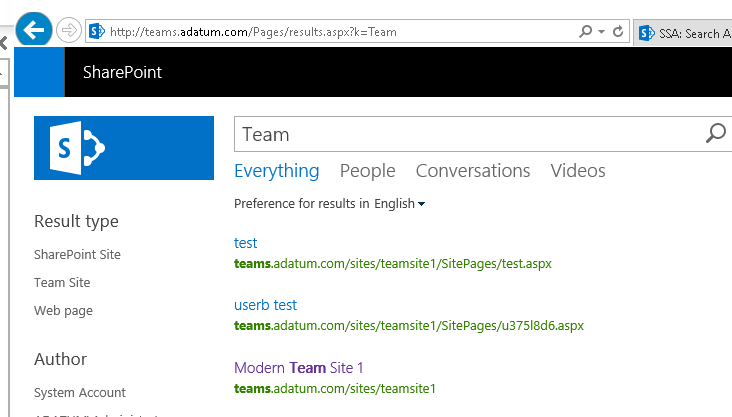 http://teams.adatum.com/Pages/results.aspx?k=Team
SSA: Search A
SharePoint
S
Team
Everything People Conversations Videos
Preference for results in English
Result type
SharePoint Site
Team Site
Web page
Author
System Account
test
teams.adatum.com/sites/teamsite1/SitePages/test.aspx
userb test
teams.adatum.com/sites/teamsite1/SitePages/u375l8d6.aspx
Modern Team Site 1
teams.adatum.com/sites/teamsite1